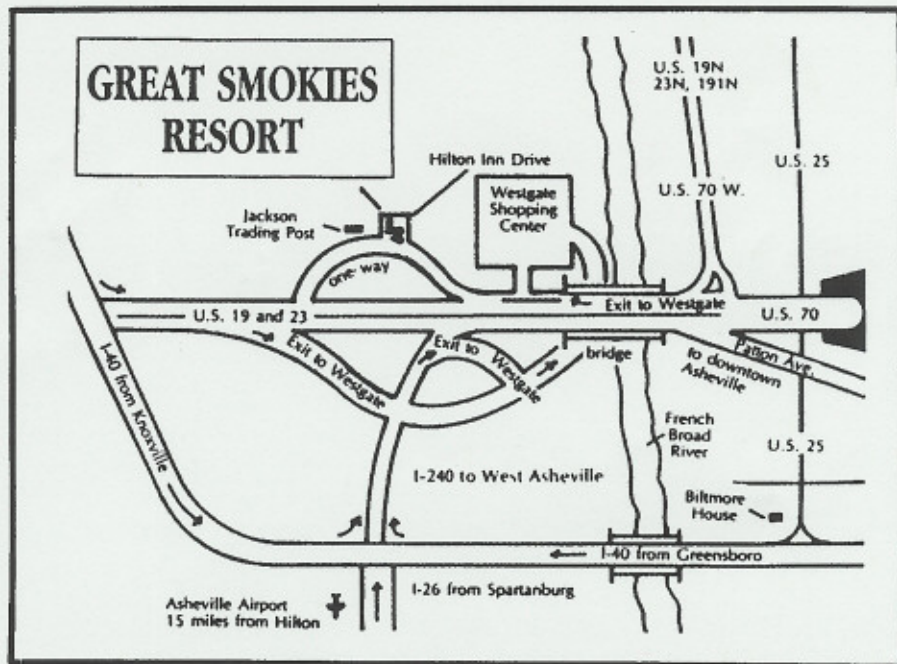 GREAT SMOKIES
RESORT
U.S. 19N
23N, 191N
Hilton Inn Drive
U.S. 25
Westgate
Shopping
Center
U.S. 70 W.
Jackson
Trading Post
one-way
Exit to Westgate
U.S. 19 and 23
U.S. 70
Exit to Westgate
Exit to
Westgate
bridge
Patton Ave.
to downtown
Asheville
I-40 from Knoxville
French
Broad
River
U.S. 25
I-240 to West Asheville
Biltmore
House
I-40 from Greensboro
I-26 from Spartanburg
Asheville Airport
15 miles from Hilton